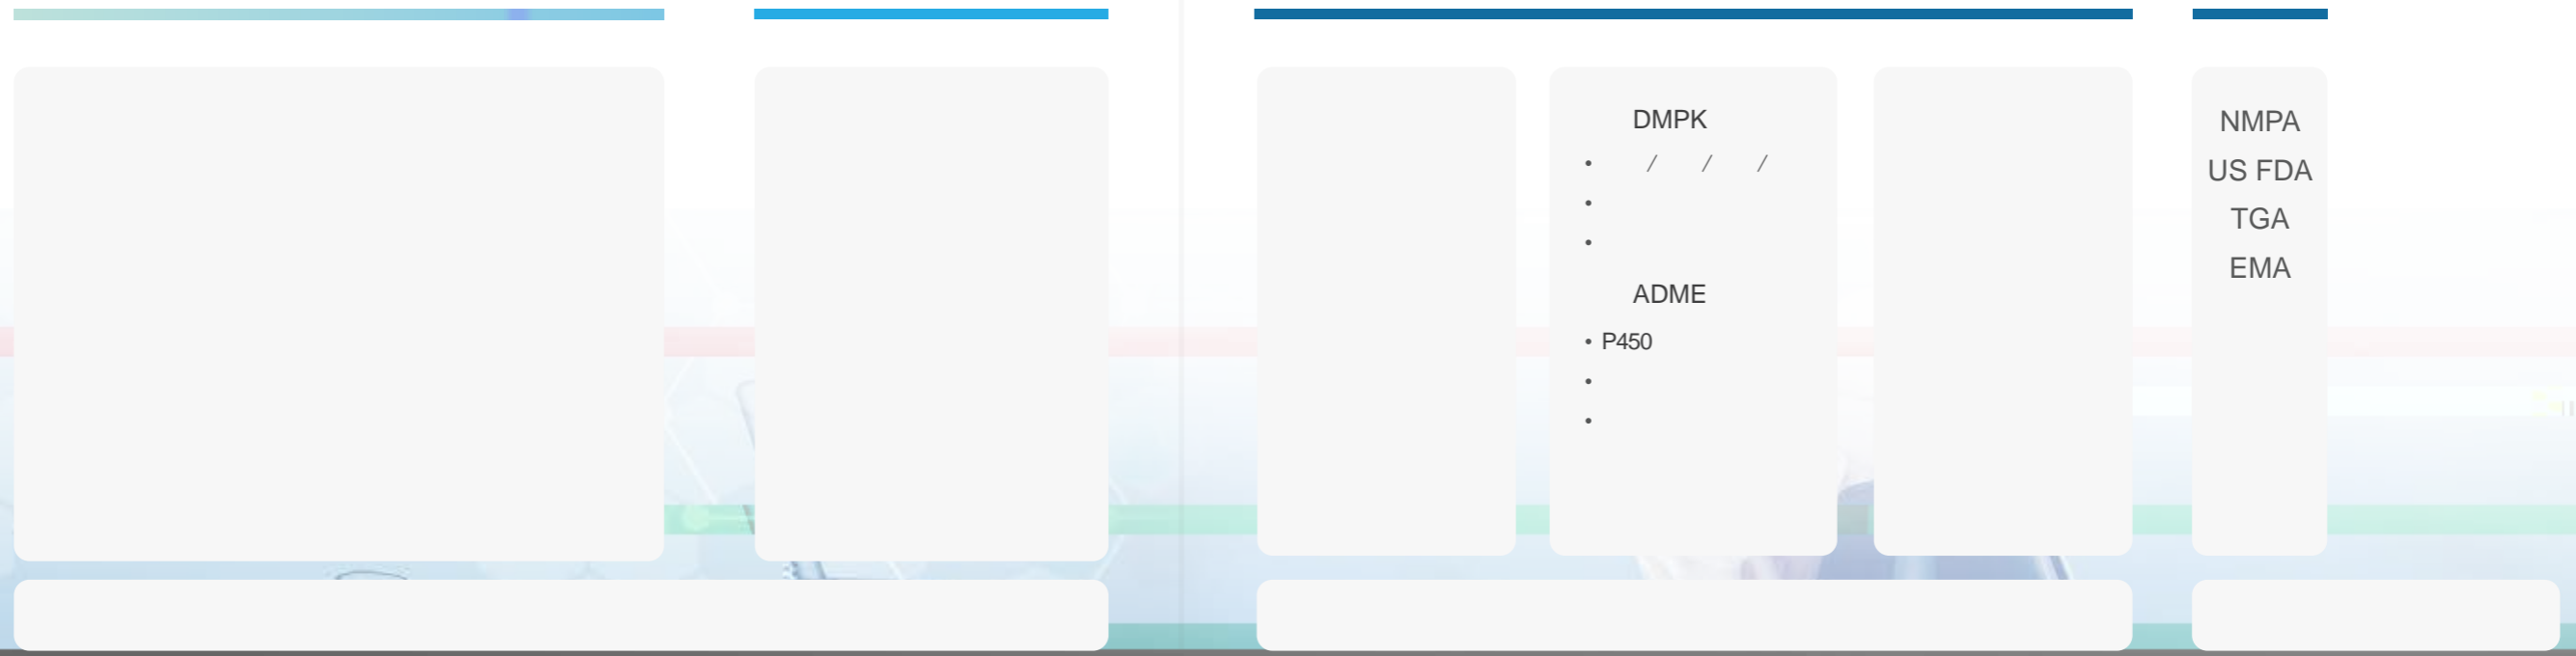 DMPK
• / / /
•
•
ADME
• P450
•
•
NMPA
US FDA
TGA
EMA